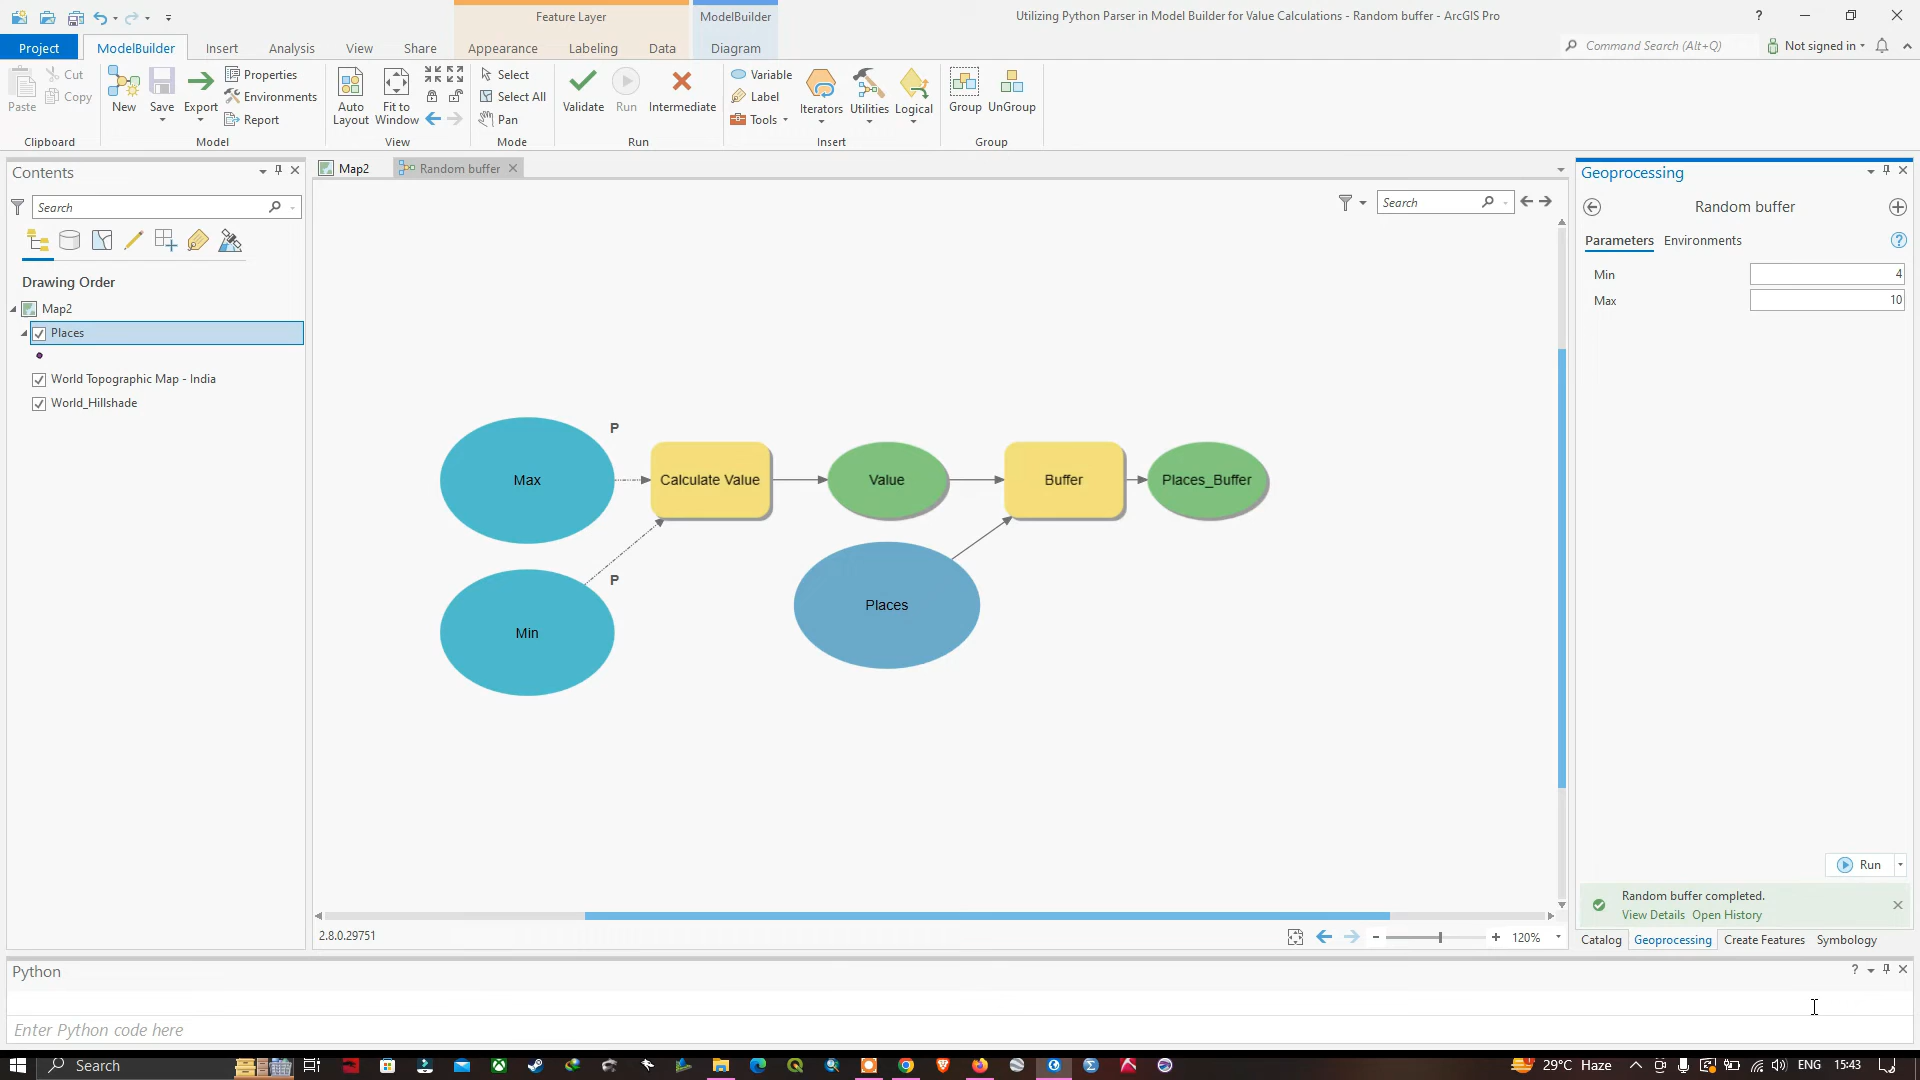 Feature Layer
ModelBuilder
Utilizing Python Parser in Model Builder for Value Calculations - Random buffer - ArcGIS Pro
?
Project
ModelBuilder
Insert
Analysis
View
Share
Appearance
Labeling
Data
Diagram
Command Search (Alt+Q)
Not signed in
Paste
Cut
Copy
Clipboard
New
Save
Export
Properties
Environments
Report
Model
Auto
Layout
Fit to
Window
View
Select
Select All
Pan
Mode
Validate
Run
Intermediate
Run
Variable
Label
Tools
Iterators
Utilities
Logical
Insert
Group
UnGroup
Group
Contents
Search
Drawing Order
Map2
Places
World Topographic Map - India
World_Hillshade
Map2
Random buffer
Search
Max
P
Calculate Value
Value
Buffer
Places_Buffer
Min
P
Places
2.8.0.29751
120%
Geoprocessing
Random buffer
Parameters
Environments
?
Min
4
Max
10
Run
Random buffer completed.
View Details
Open History
Catalog
Geoprocessing
Create Features
Symbology
Python
?
Enter Python code here
Search
29°C Haze
ENG
15:43